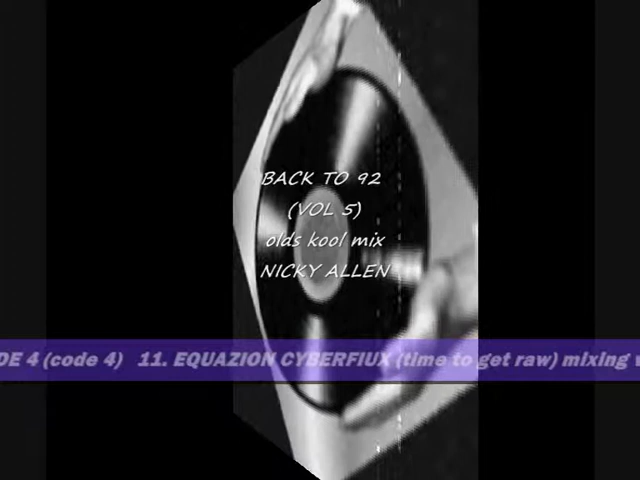 BACK TO 92
(VOL 5)
olds kool mix
NICKY ALLEN
DE 4 (code 4) 11. EQUAZION CYBERFIUX (time to get raw) mixing